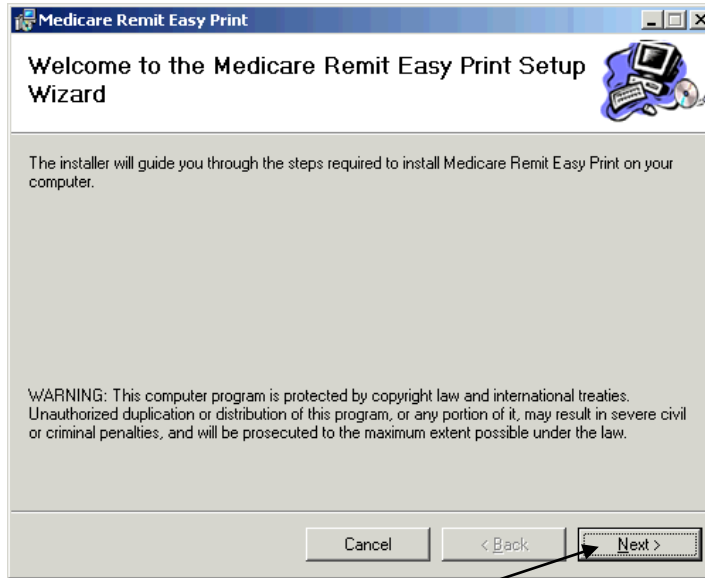 Medicare Remit Easy Print
Welcome to the Medicare Remit Easy Print Setup
Wizard
The installer will guide you through the steps required to install Medicare Remit Easy Print on your
computer.
WARNING: This computer program is protected by copyright law and international treaties.
Unauthorized duplication or distribution of this program, or any portion of it, may result in severe civil
or criminal penalties, and will be prosecuted to the maximum extent possible under the law.
Cancel < Back Next >